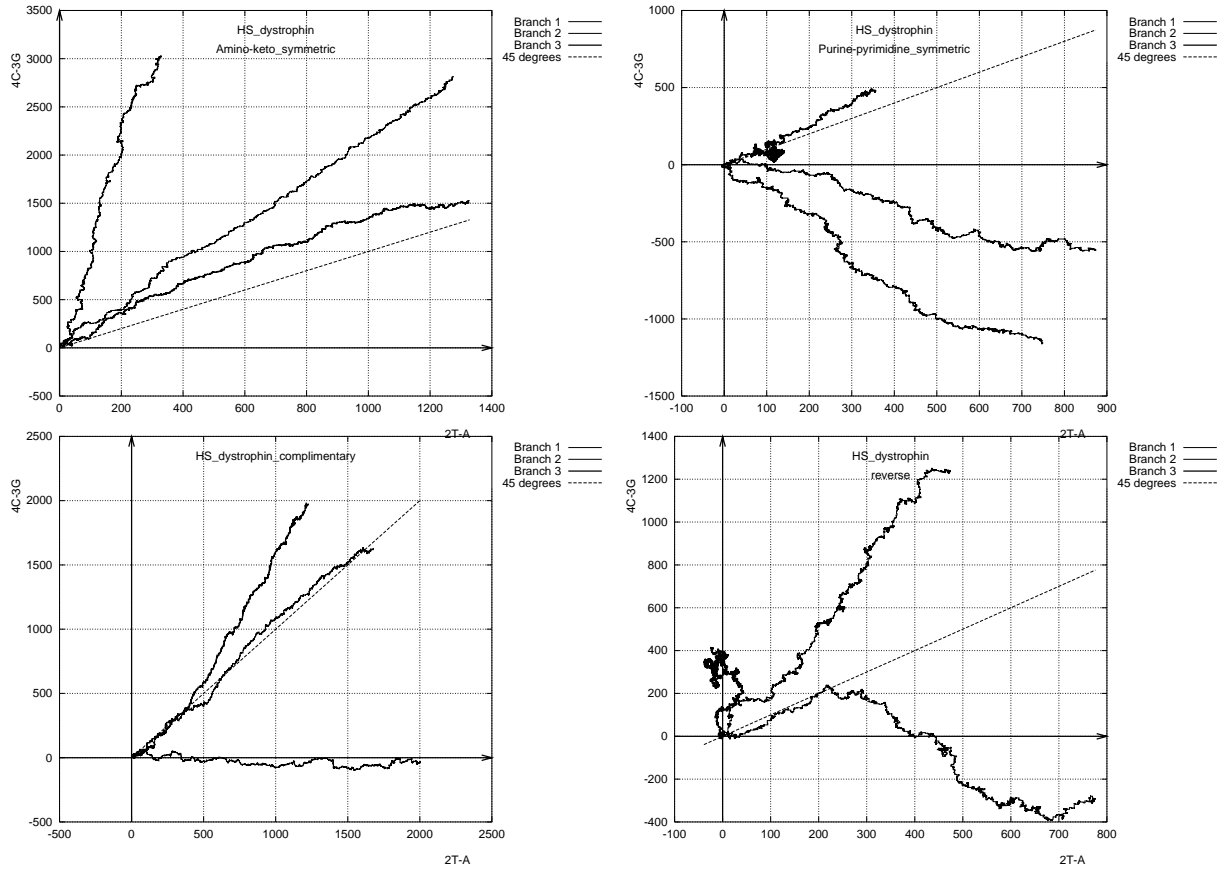 HS_dystrophin
Amino-keto_symmetric
Branch 1
Branch 2
Branch 3
45 degrees
4C-3G
3500
3000
2500
2000
1500
1000
500
0
-500
0 200 400 600 800 1000 1200 1400
2T-A
HS_dystrophin
Purine-pyrimidine_symmetric
Branch 1
Branch 2
Branch 3
45 degrees
4C-3G
1000
500
0
-500
-1000
-1500
-100 0 100 200 300 400 500 600 700 800 900
2T-A
HS_dystrophin_complimentary
Branch 1
Branch 2
Branch 3
45 degrees
4C-3G
2500
2000
1500
1000
500
0
-500
-500 0 500 1000 1500 2000 2500
2T-A
HS_dystrophin
reverse
Branch 1
Branch 2
Branch 3
45 degrees
4C-3G
1400
1200
1000
800
600
400
200
0
-200
-400
-100 0 100 200 300 400 500 600 700 800
2T-A